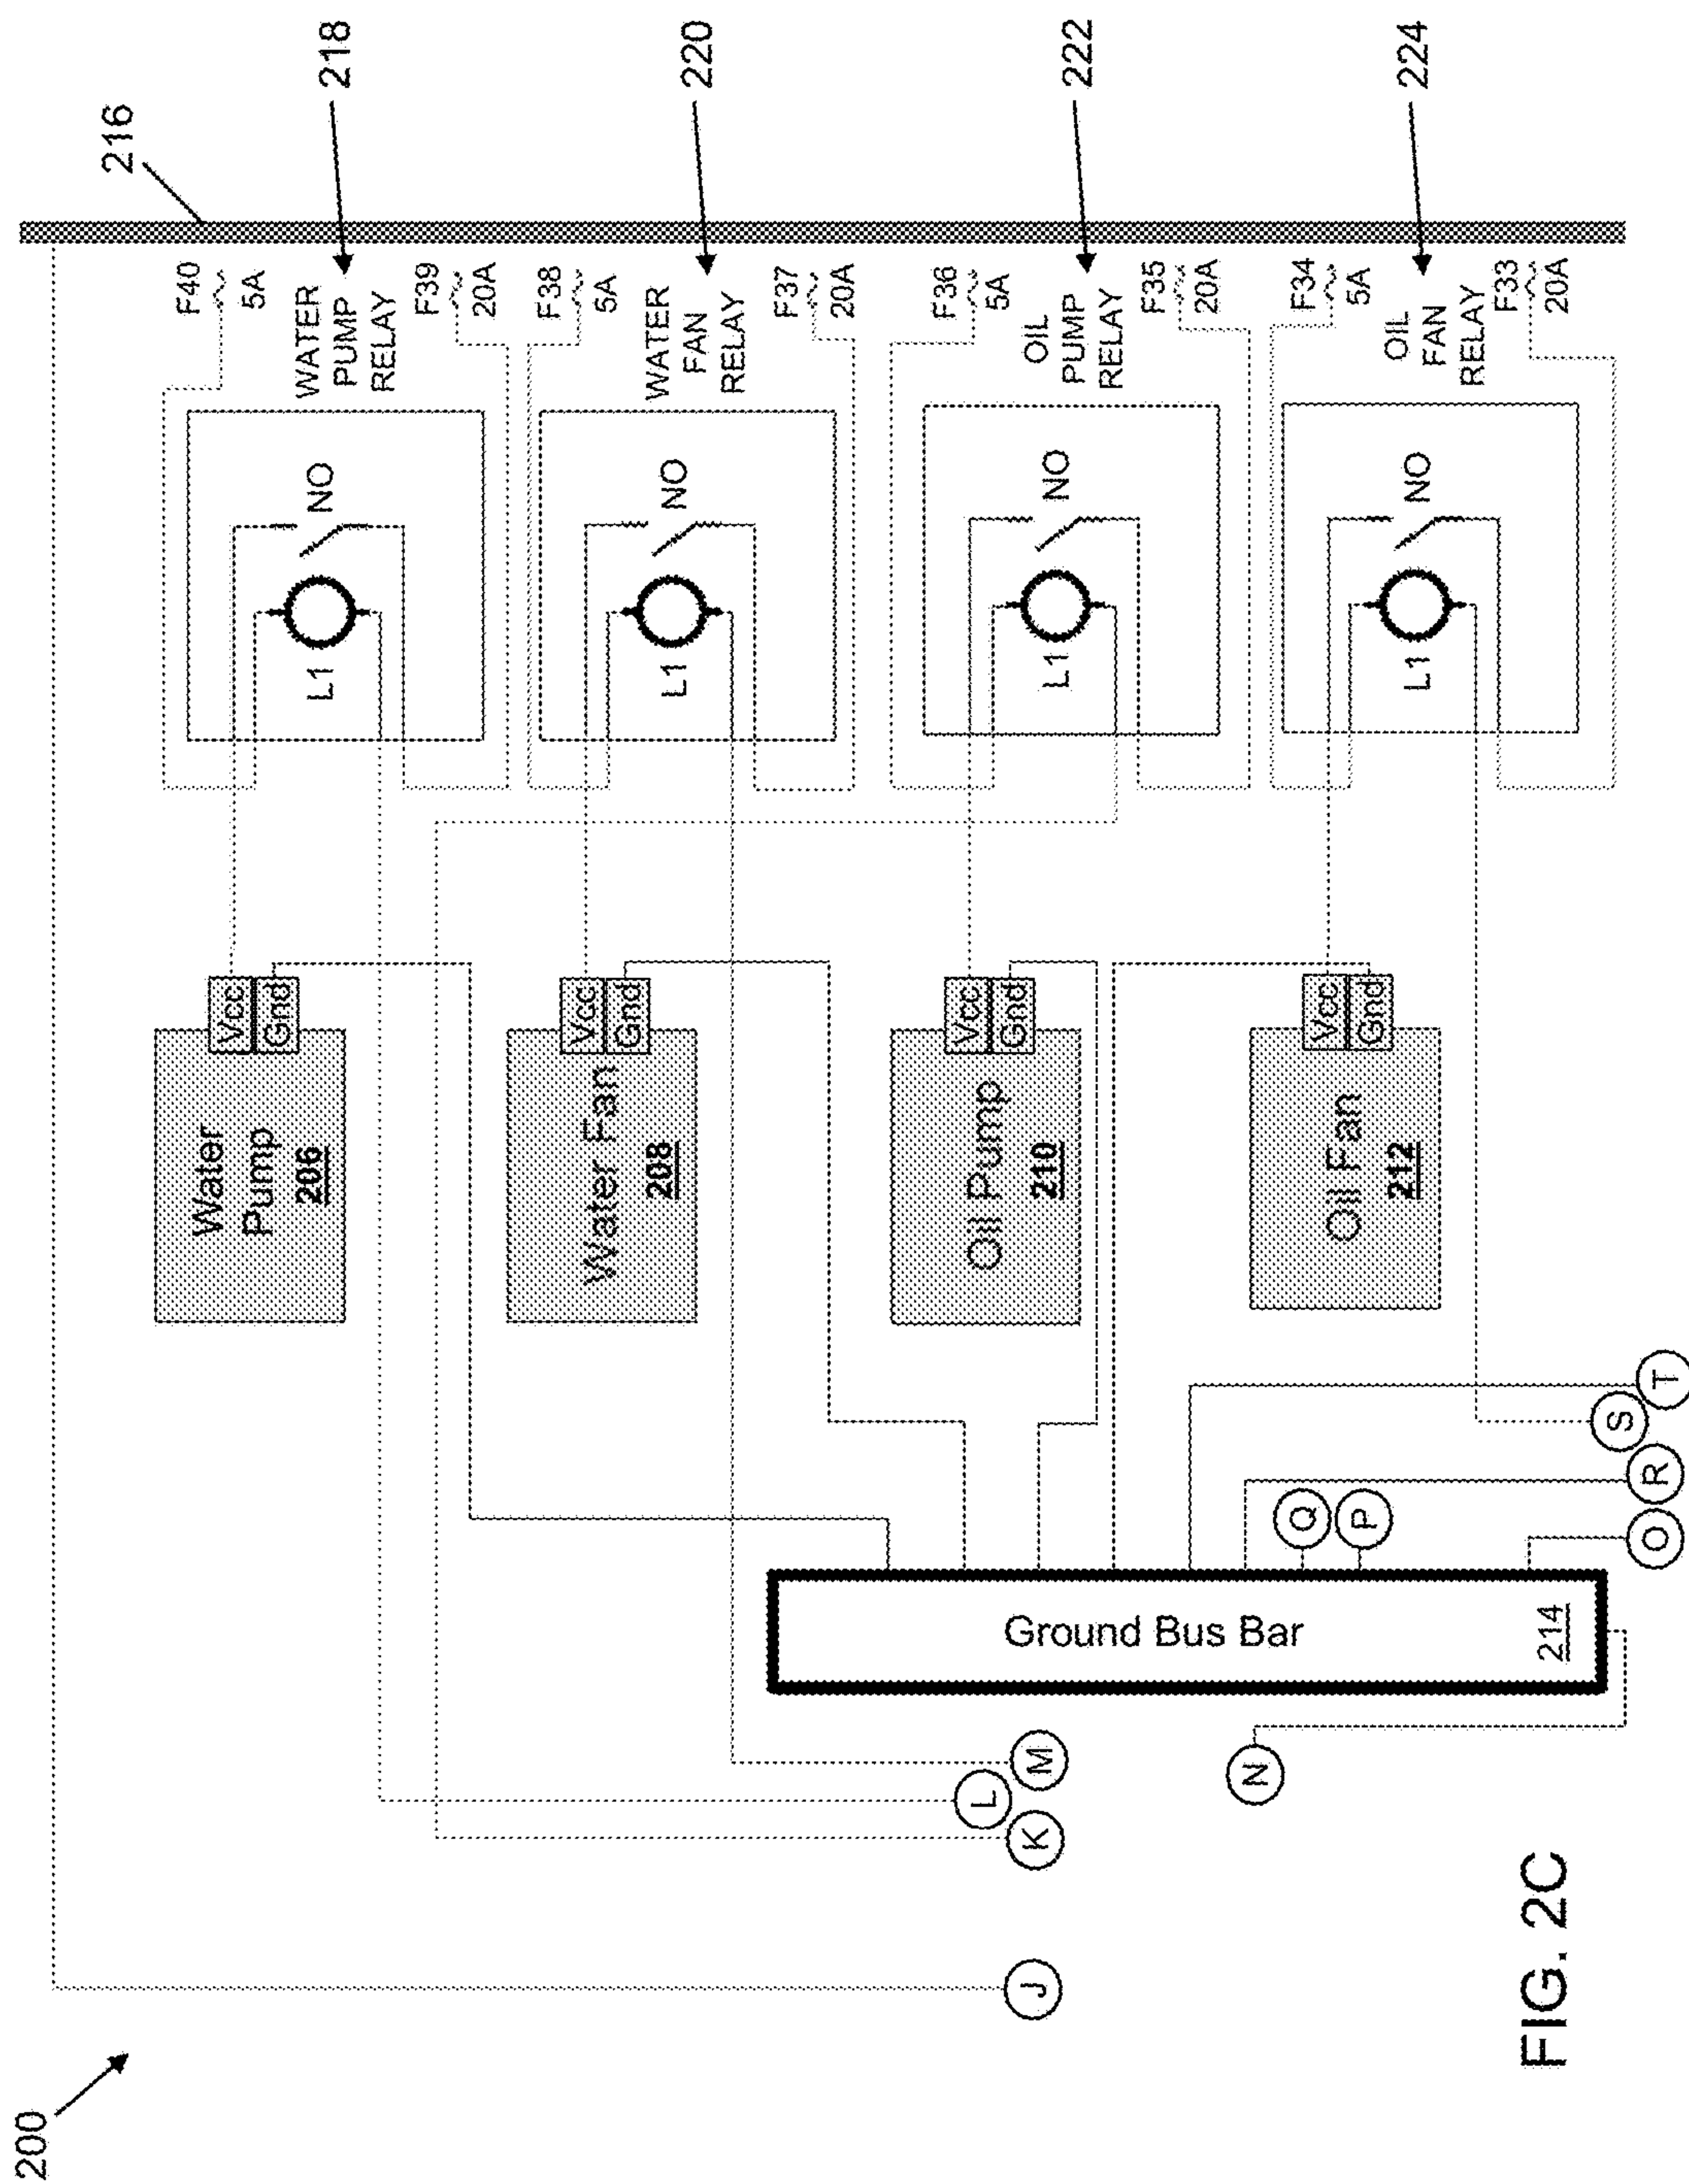 200
216
218
220
222
224
F40
5A
WATER
PUMP
RELAY
F39
20A
F38
5A
WATER
FAN
RELAY
F37
20A
F36
5A
OIL
PUMP
RELAY
F35
20A
F34
5A
OIL
FAN
RELAY
F33
20A
L1
NO
L1
NO
L1
NO
L1
NO
Vcc
Gnd
Water
Pump
206
Vcc
Gnd
Water Fan
208
Vcc
Gnd
Oil Pump
210
Vcc
Gnd
Oil Fan
212
Ground Bus Bar
214
J
K
L
M
N
O
P
Q
R
S
T
FIG. 2C